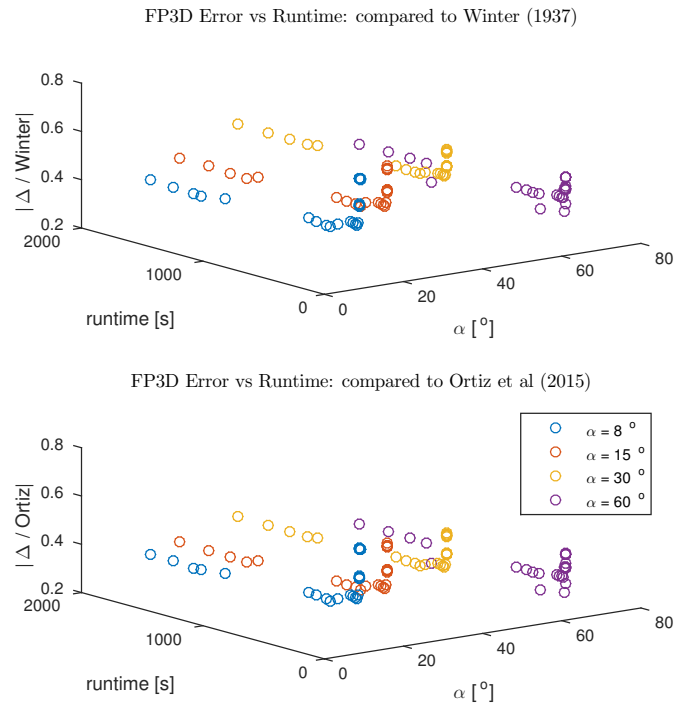 FP3D Error vs Runtime: compared to Winter (1937)
0.8
0.6
0.4
0.2
|Δ / Winter|
2000
1000
0
runtime [s]
0
20
40
60
80
α [°]
FP3D Error vs Runtime: compared to Ortiz et al (2015)
α = 8 °
α = 15 °
α = 30 °
α = 60 °
0.8
0.6
0.4
0.2
|Δ / Ortiz|
2000
1000
0
runtime [s]
0
20
40
60
80
α [°]